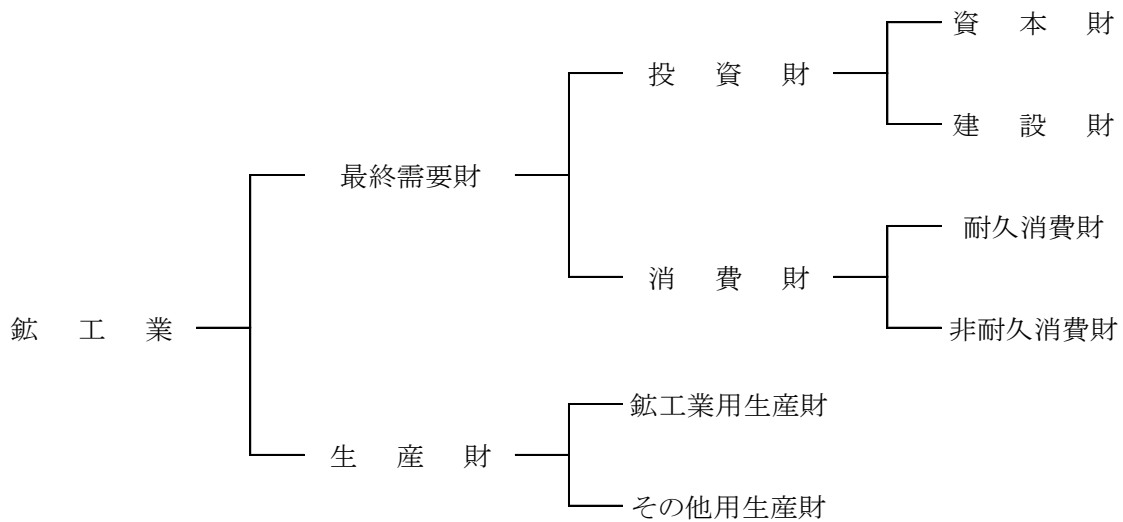 資本財
投資財
建設財
最終需要財
耐久消費財
消費財
鉱工業
非耐久消費財
鉱工業用生産財
生産財
その他用生産財